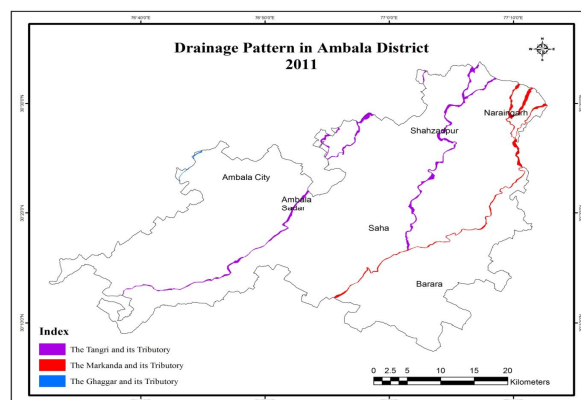 Drainage Pattern in Ambala District
2011
N
W E
S
Naraingarh
Shahzadpur
Ambala City
Ambala
Sadar
Saha
Barara
Index
The Tangri and its Tributory
The Markanda and its Tributory
The Ghaggar and its Tributory
0 2.5 5 10 15 20
Kilometers